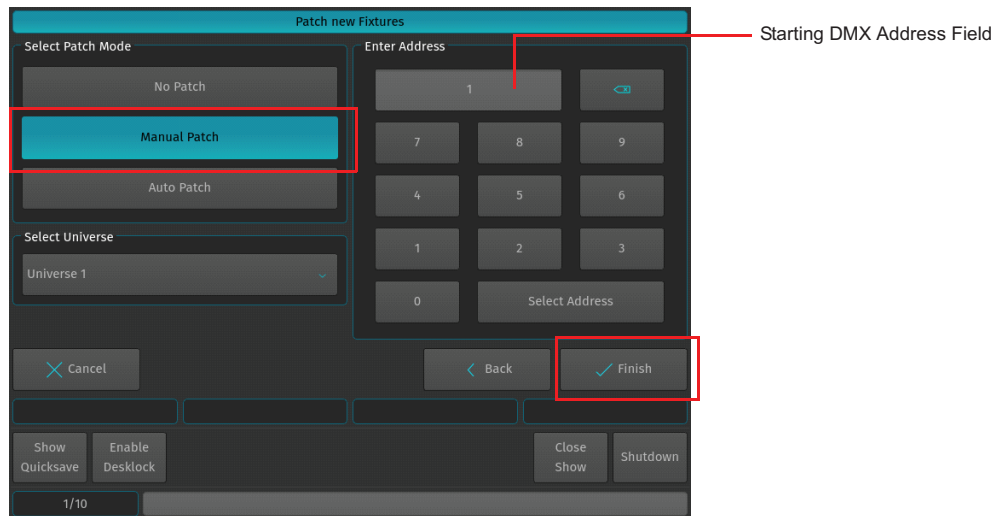 Patch new Fixtures
Starting DMX Address Field
Select Patch Mode
No Patch
Manual Patch
Auto Patch
Select Universe
Universe 1
Enter Address
1
7 8 9
4 5 6
1 2 3
0 Select Address
Cancel
Back
Finish
Show
Quicksave
Enable
Desklock
Close
Show
Shutdown
1/10